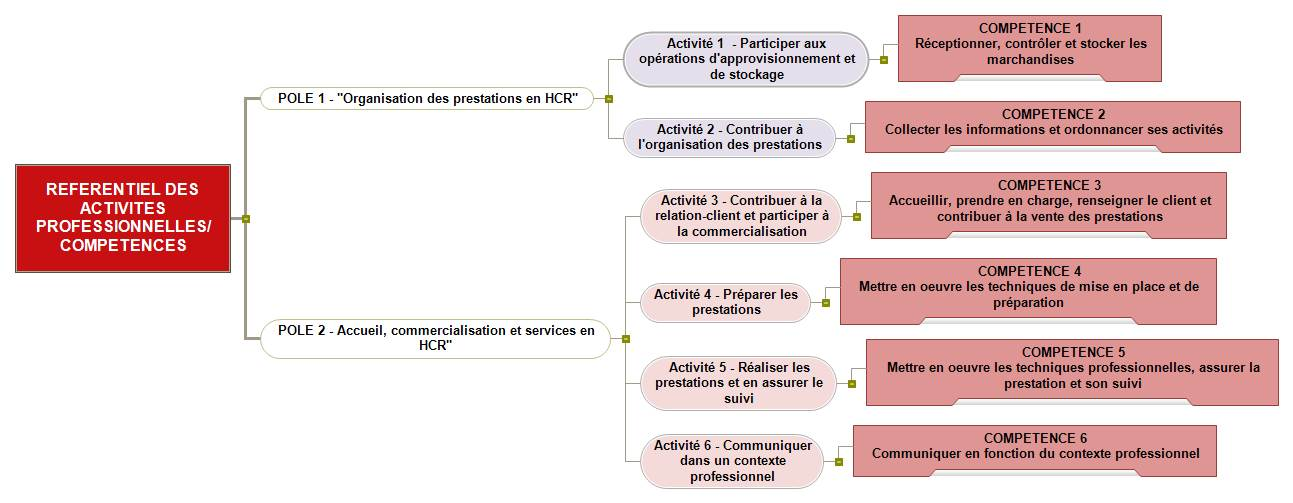 REFERENTIEL DES
ACTIVITES
PROFESSIONNELLES/
COMPETENCES
POLE 1 - "Organisation des prestations en HCR"
Activité 1  - Participer aux
opérations d'approvisionnement et
de stockage
COMPETENCE 1
Réceptionner, contrôler et stocker les
marchandises
Activité 2 - Contribuer à
l'organisation des prestations
COMPETENCE 2
Collecter les informations et ordonnancer ses activités
POLE 2 - Accueil, commercialisation et services en
HCR"
Activité 3 - Contribuer à la
relation-client et participer à
la commercialisation
COMPETENCE 3
Accueillir, prendre en charge, renseigner le client et
contribuer à la vente des prestations
Activité 4 - Préparer les
prestations
COMPETENCE 4
Mettre en oeuvre les techniques de mise en place et de
préparation
Activité 5 - Réaliser les
prestations et en assurer le
suivi
COMPETENCE 5
Mettre en oeuvre les techniques professionnelles, assurer la
prestation et son suivi
Activité 6 - Communiquer
dans un contexte
professionnel
COMPETENCE 6
Communiquer en fonction du contexte professionnel